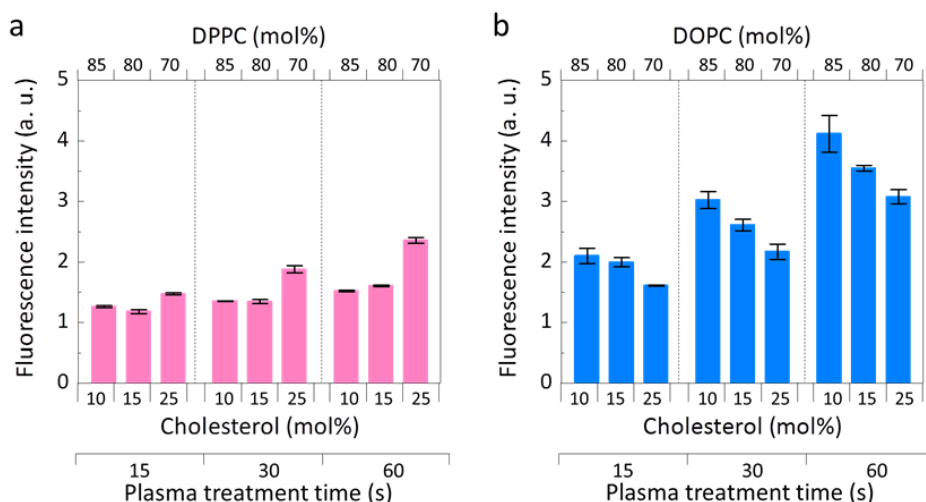 a
DPPC (mol%)
85 80 70 85 80 70 85 80 70
5
4
3
2
1
0
Fluorescence intensity (a. u.)
10 15 25 10 15 25 10 15 25
Cholesterol (mol%)
15 30 60
Plasma treatment time (s)
b
DOPC (mol%)
85 80 70 85 80 70 85 80 70
5
4
3
2
1
0
Fluorescence intensity (a. u.)
10 15 25 10 15 25 10 15 25
Cholesterol (mol%)
15 30 60
Plasma treatment time (s)